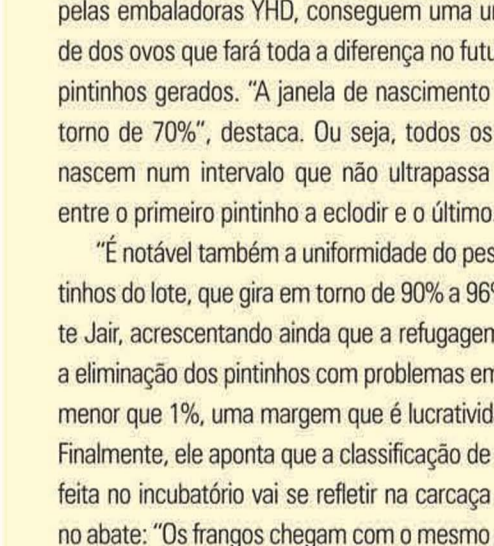 pelas embaladoras YHD, conseguem uma
de dos ovos que fará toda a diferença no
pintinhos gerados. “A janela de nascimento
torno de 70%”, destaca. Ou seja, todos os
nascem num intervalo que não ultrapassa
entre o primeiro pintinho a eclodir e o último
“É notável também a uniformidade do
tinhos do lote, que gira em torno de 90% a
te Jair, acrescentando ainda que a
a eliminação dos pintinhos com problemas
menor que 1%, uma margem que é
Finalmente, ele aponta que a classificação de
feita no incubatório vai se refletir na carcaça
no abate: “Os frangos chegam com o mesmo